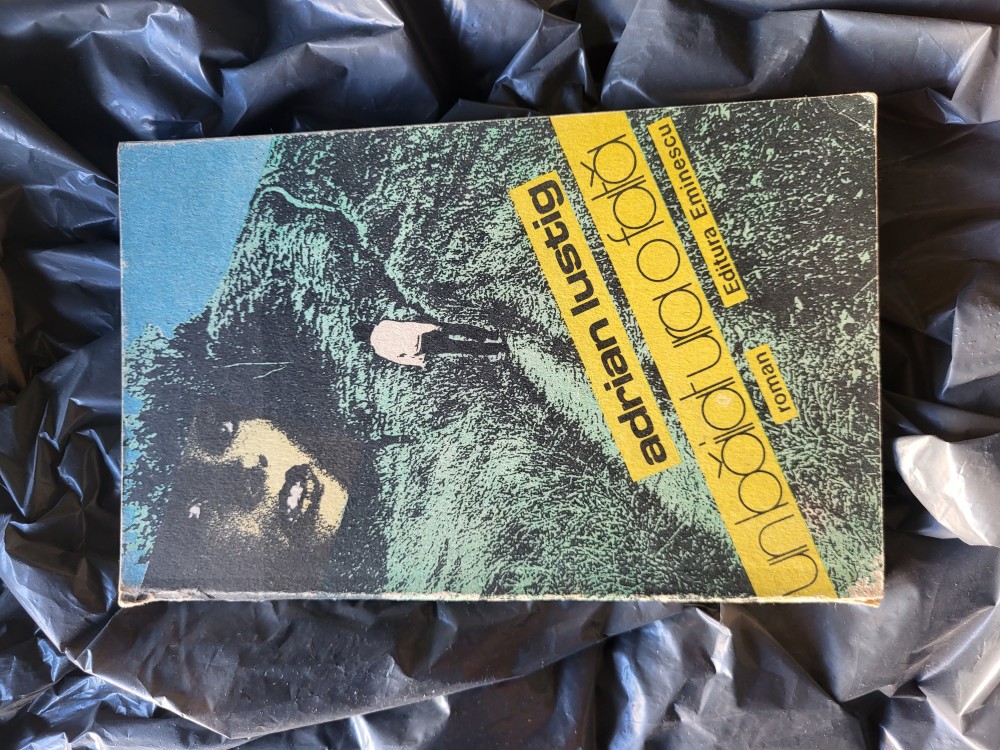 adrian lustig
un băiat ura o fată
Editura Eminescu
roman